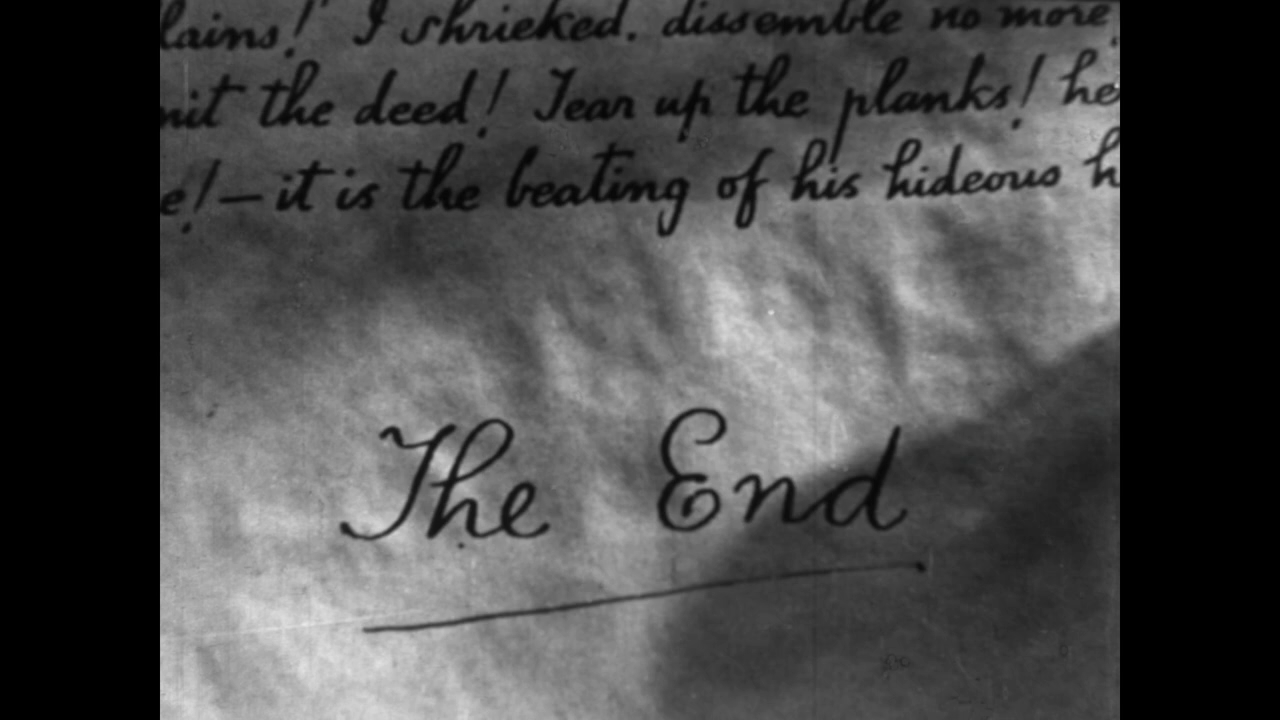 lains!" I shrieked. dissemble no more
mit the deed! Tear up the planks! he
e!—it is the beating of his hideous h
The End